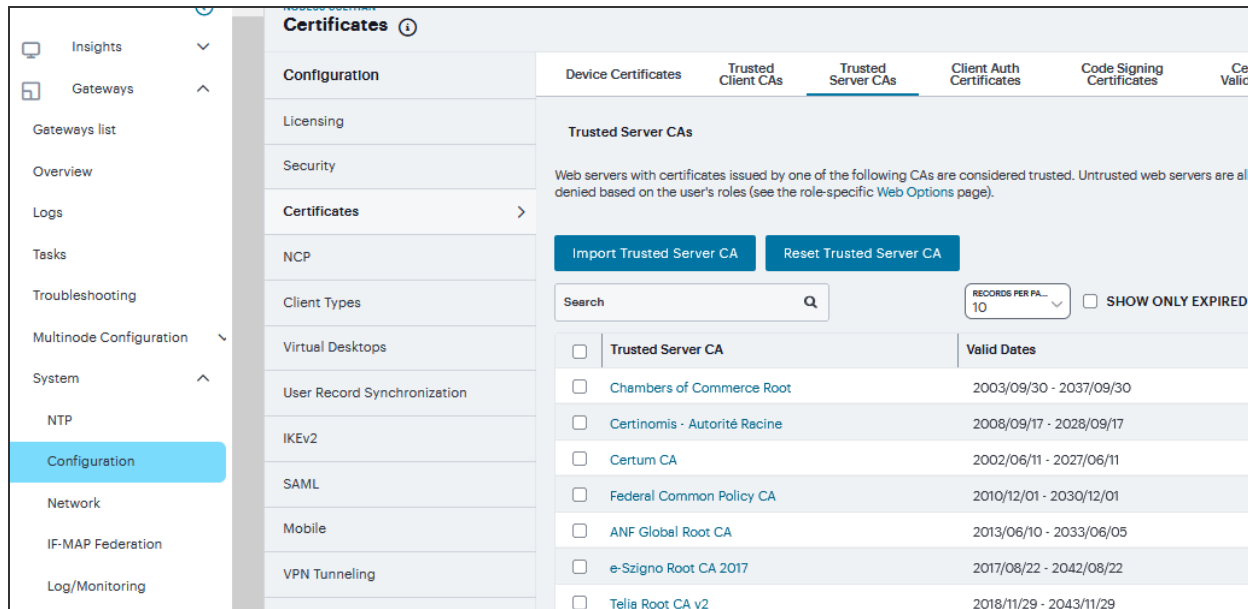 Certificates
Insights
Gateways
Gateways list
Overview
Logs
Tasks
Troubleshooting
Multinode Configuration
System
NTP
Configuration
Network
IF-MAP Federation
Log/Monitoring
Configuration
Licensing
Security
Certificates
NCP
Client Types
Virtual Desktops
User Record Synchronization
IKEv2
SAML
Mobile
VPN Tunneling
Device Certificates
Trusted
Client CAs
Trusted
Server CAs
Client Auth
Certificates
Code Signing
Certificates
Ce
Valid
Trusted Server CAs
Web servers with certificates issued by one of the following CAs are considered trusted. Untrusted web servers are al
denied based on the user's roles (see the role-specific Web Options page).
Import Trusted Server CA
Reset Trusted Server CA
Search
RECORDS PER PA...
10
SHOW ONLY EXPIRED
Trusted Server CA Valid Dates
Chambers of Commerce Root 2003/09/30 - 2037/09/30
Certinomis - Autorité Racine 2008/09/17 - 2028/09/17
Certum CA 2002/06/11 - 2027/06/11
Federal Common Policy CA 2010/12/01 - 2030/12/01
ANF Global Root CA 2013/06/10 - 2033/06/05
e-Szigno Root CA 2017 2017/08/22 - 2042/08/22
Telia Root CA v2 2018/11/29 - 2043/11/29